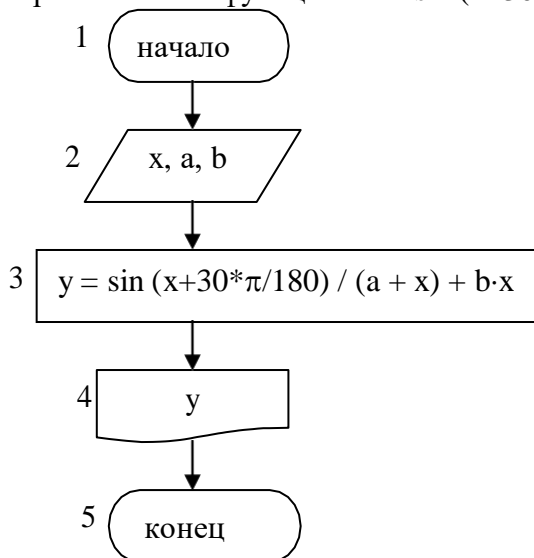 1 начало
2 x, a, b
3 y = sin (x+30*π/180) / (a + x) + b·x
4 y
5 конец